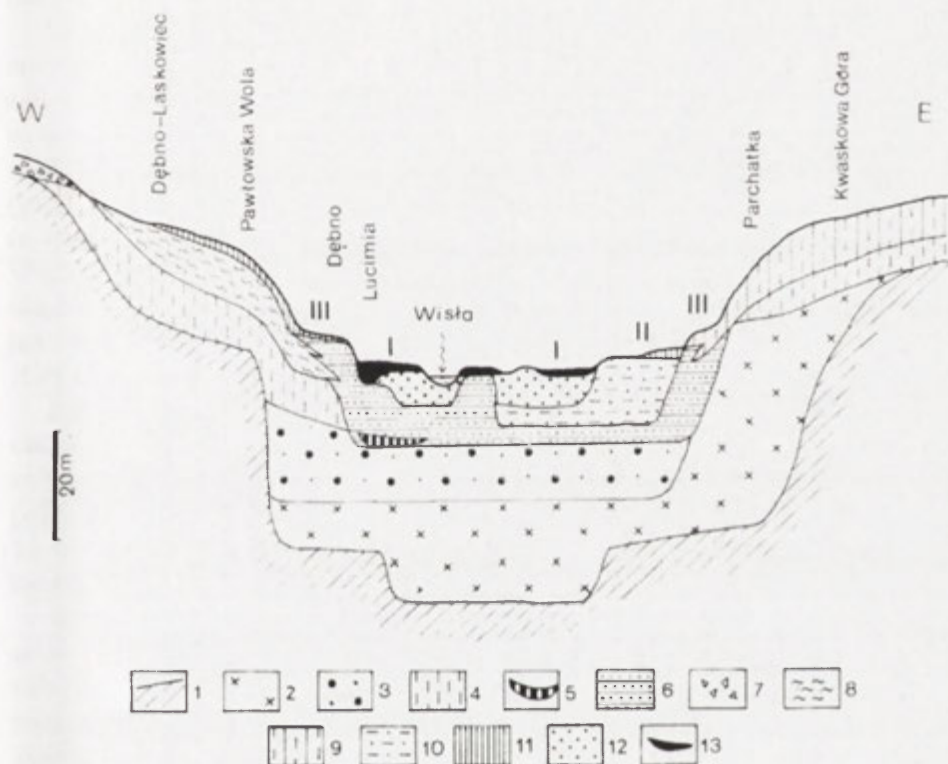 W
E
Dębno-Laskowiec
Pawłowska Wola
Dębno
Lucimia
Parchatka
Kwaskowa Góra
III
I
Wisła
I
II
III
20m
1 2 3 4 5 6 7 8
9 10 11 12 13